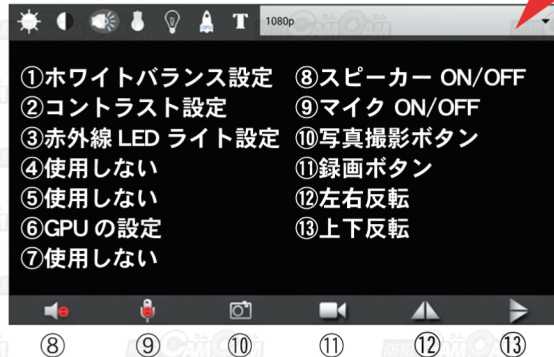 T 1080p
①ホワイトバランス設定
②コントラスト設定
③赤外線 LED ライト設定
④使用しない
⑤使用しない
⑥GPU の設定
⑦使用しない
⑧スピーカー ON/OFF
⑨マイク ON/OFF
⑩写真撮影ボタン
⑪録画ボタン
⑫左右反転
⑬上下反転
⑧ ⑨ ⑩ ⑪ ⑫ ⑬